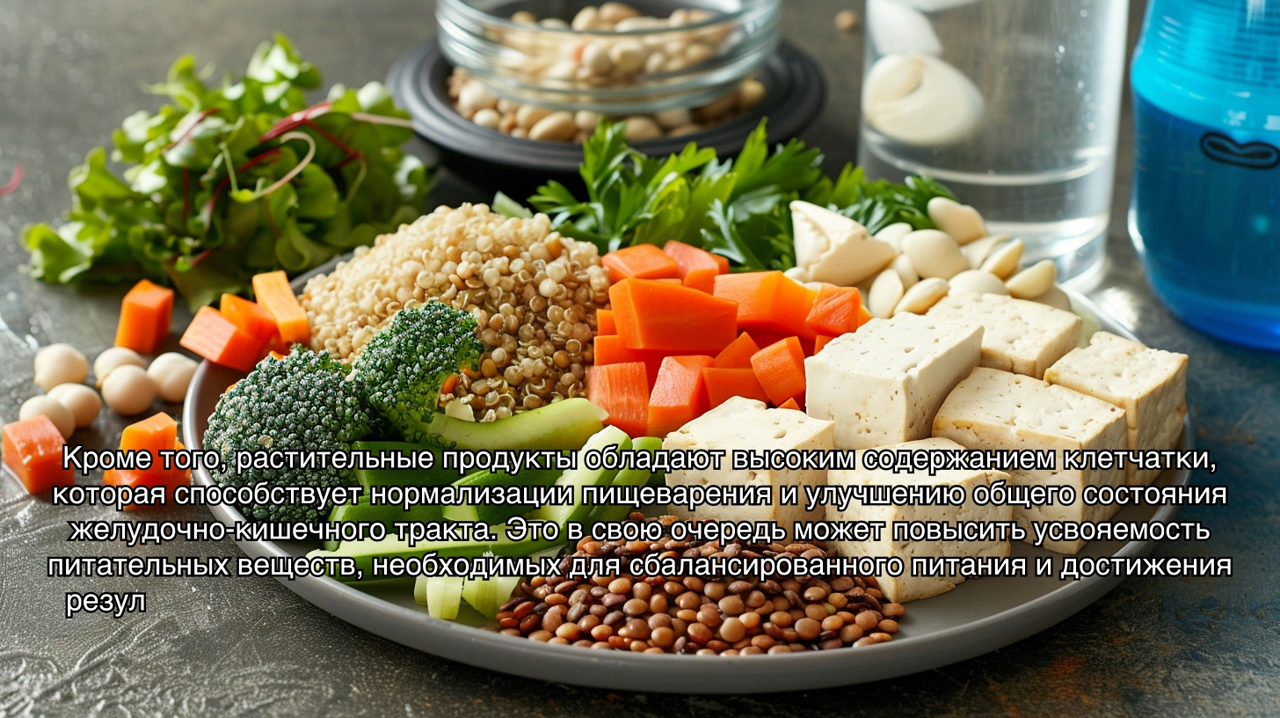 Кроме того, растительные продукты обладают высоким содержанием клетчатки,
которая способствует нормализации пищеварения и улучшению общего состояния
желудочно-кишечного тракта. Это в свою очередь может повысить усвояемость
питательных веществ, необходимых для сбалансированного питания и достижения
резул